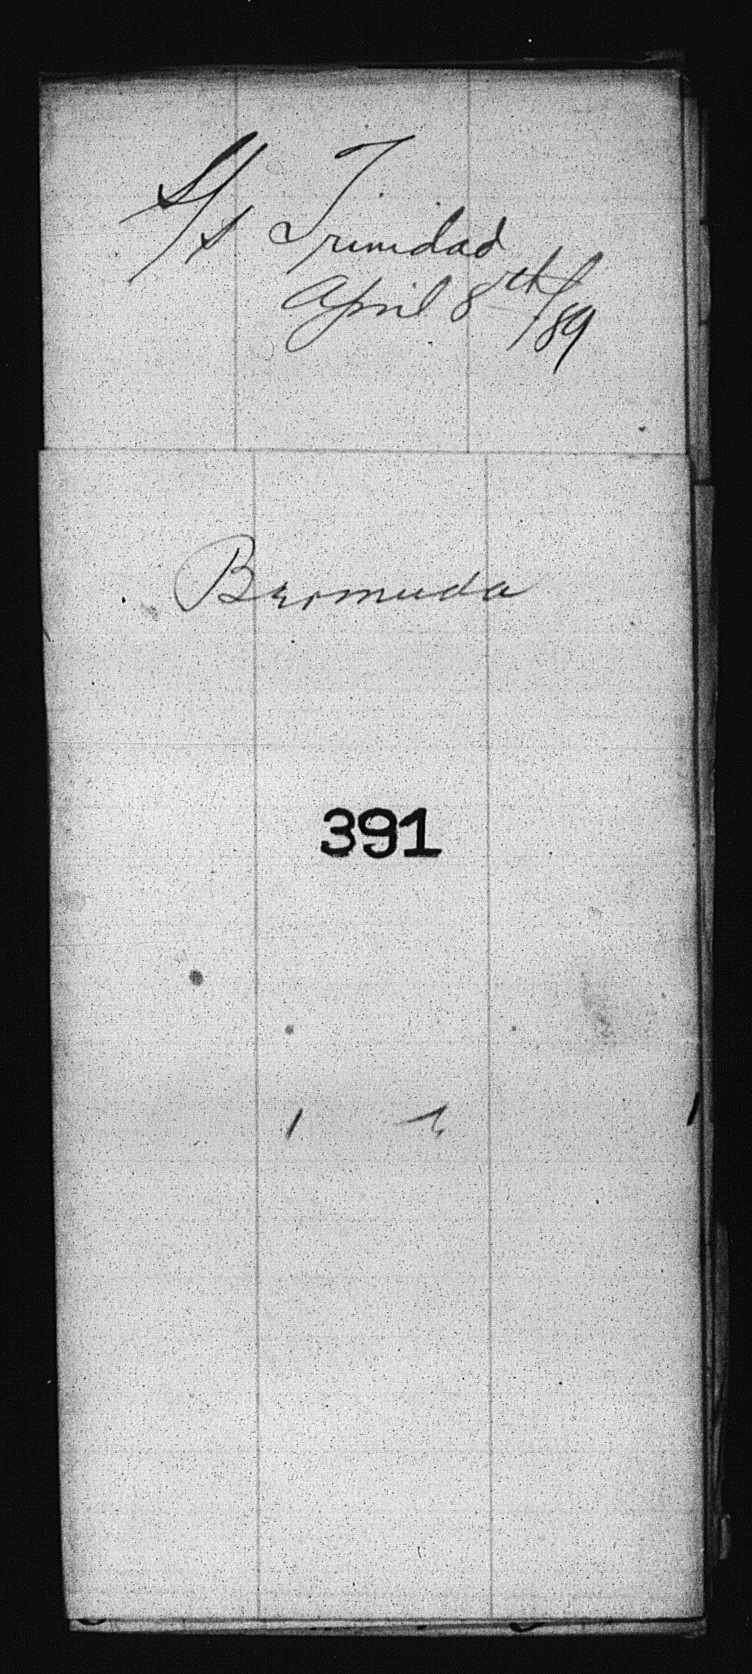 S/s Trinidad
April 8th/89
Bermuda
391